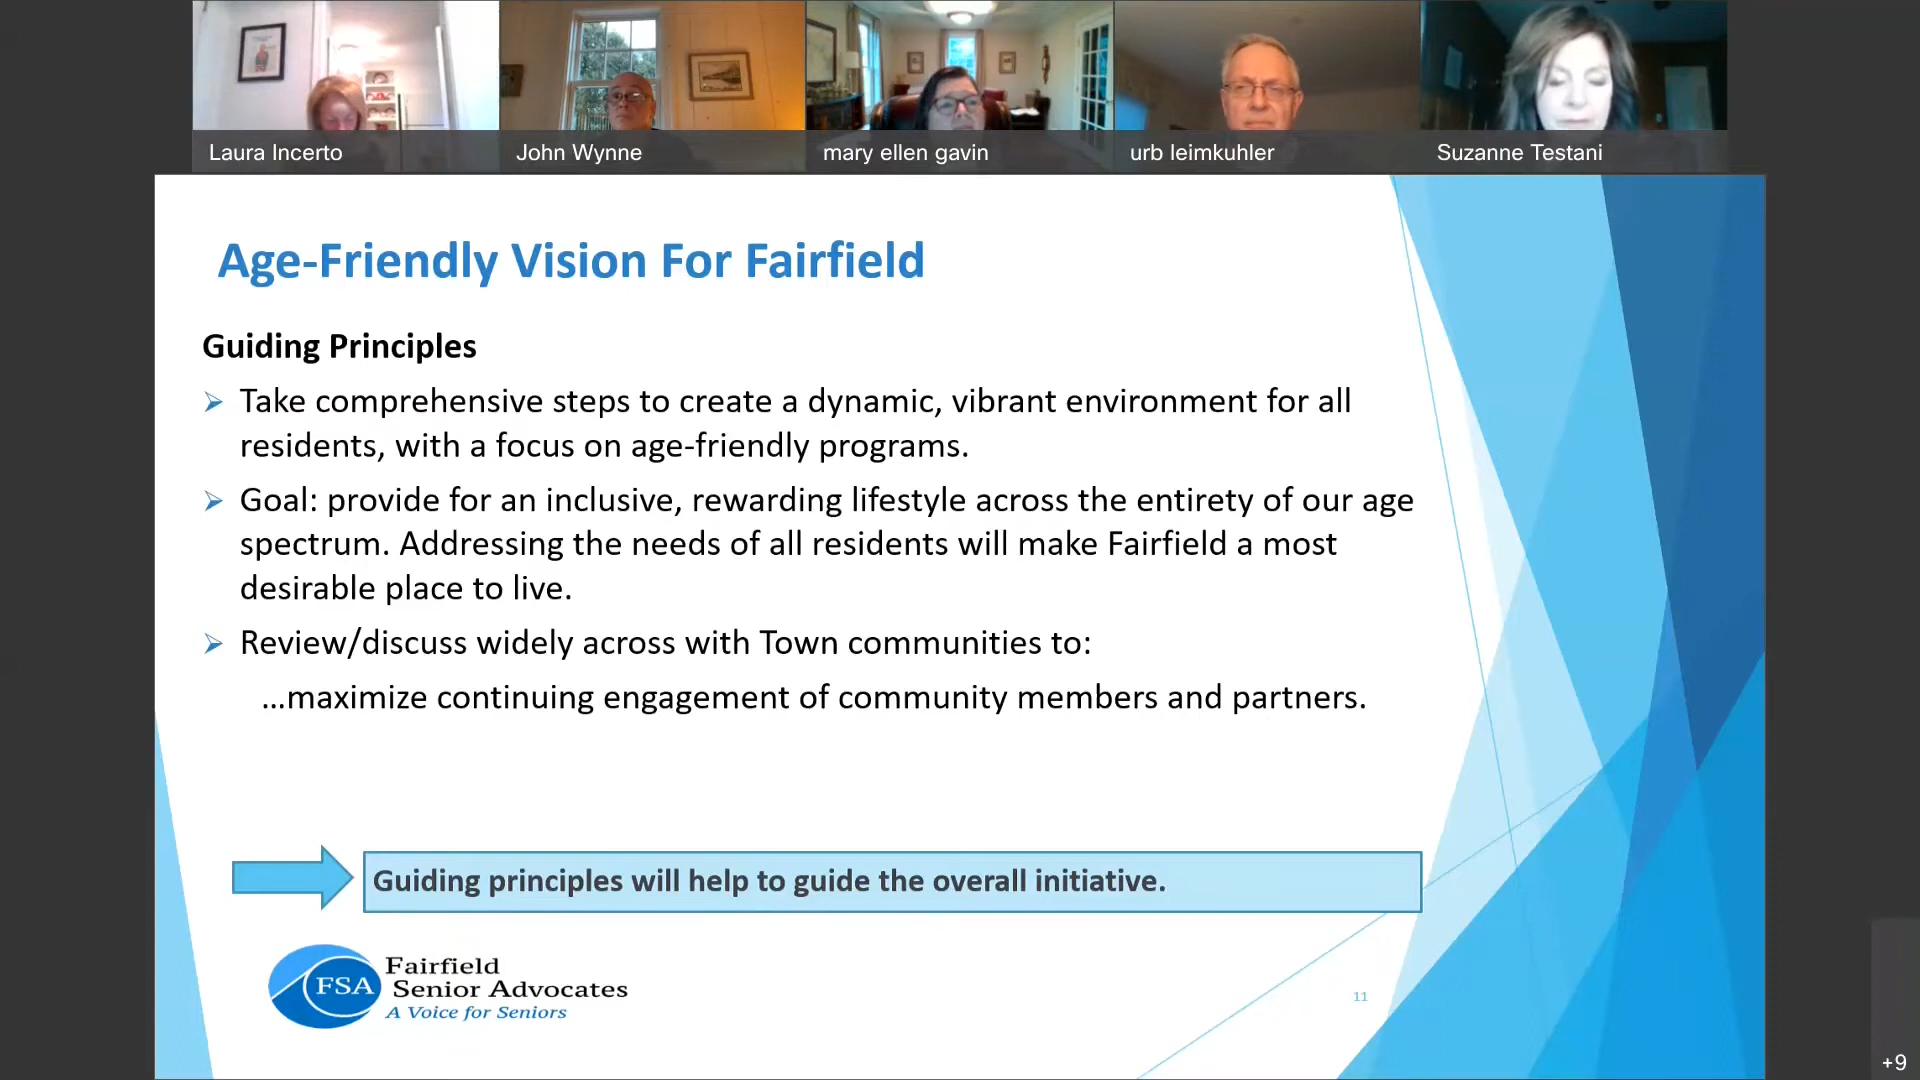 Laura Incerto
John Wynne
mary ellen gavin
urb leimkuhler
Suzanne Testani
Age-Friendly Vision For Fairfield
Guiding Principles
Take comprehensive steps to create a dynamic, vibrant environment for all
residents, with a focus on age-friendly programs.
Goal: provide for an inclusive, rewarding lifestyle across the entirety of our age
spectrum. Addressing the needs of all residents will make Fairfield a most
desirable place to live.
Review/discuss widely across with Town communities to:
…maximize continuing engagement of community members and partners.
Guiding principles will help to guide the overall initiative.
FSA
Fairfield
Senior Advocates
A Voice for Seniors
11
+9